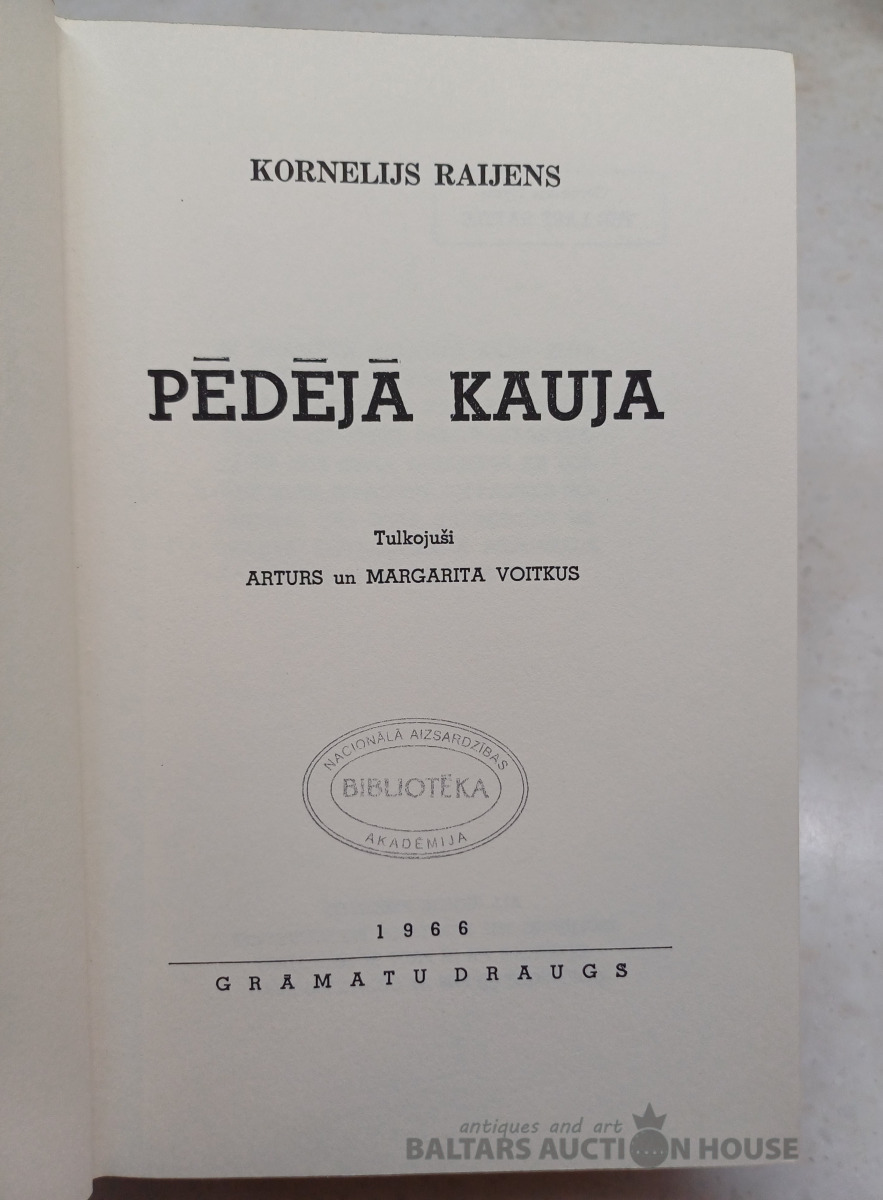 KORNELIJS RAIJENS
PĒDĒJĀ KAUJA
Tulkojuši
ARTURS un MARGARITA VOITKUS
NACIONĀLĀ AIZSARDZĪBAS
BIBLIOTĒKA
AKADĒMIJA
1966
GRĀMATU DRAUGS
antiques and art
BALTARS AUCTION HOUSE